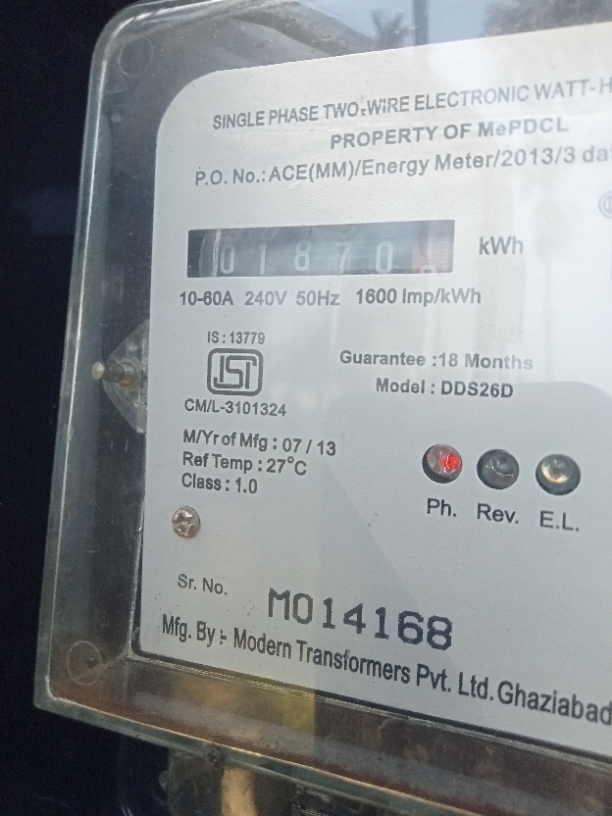 SINGLE PHASE TWO-WIRE ELECTRONIC WATT-H
PROPERTY OF MePDCL
P.O. No.: ACE(MM)/Energy Meter/2013/3 da
01870 kWh
10-60A 240V 50Hz 1600 Imp/kWh
IS : 13779
ISI
CM/L-3101324
Guarantee :18 Months
Model : DDS26D
M/Yr of Mfg : 07 / 13
Ref Temp : 27°C
Class : 1.0
Ph. Rev. E.L.
Sr. No. M014168
Mfg. By :- Modern Transformers Pvt. Ltd. Ghaziabad